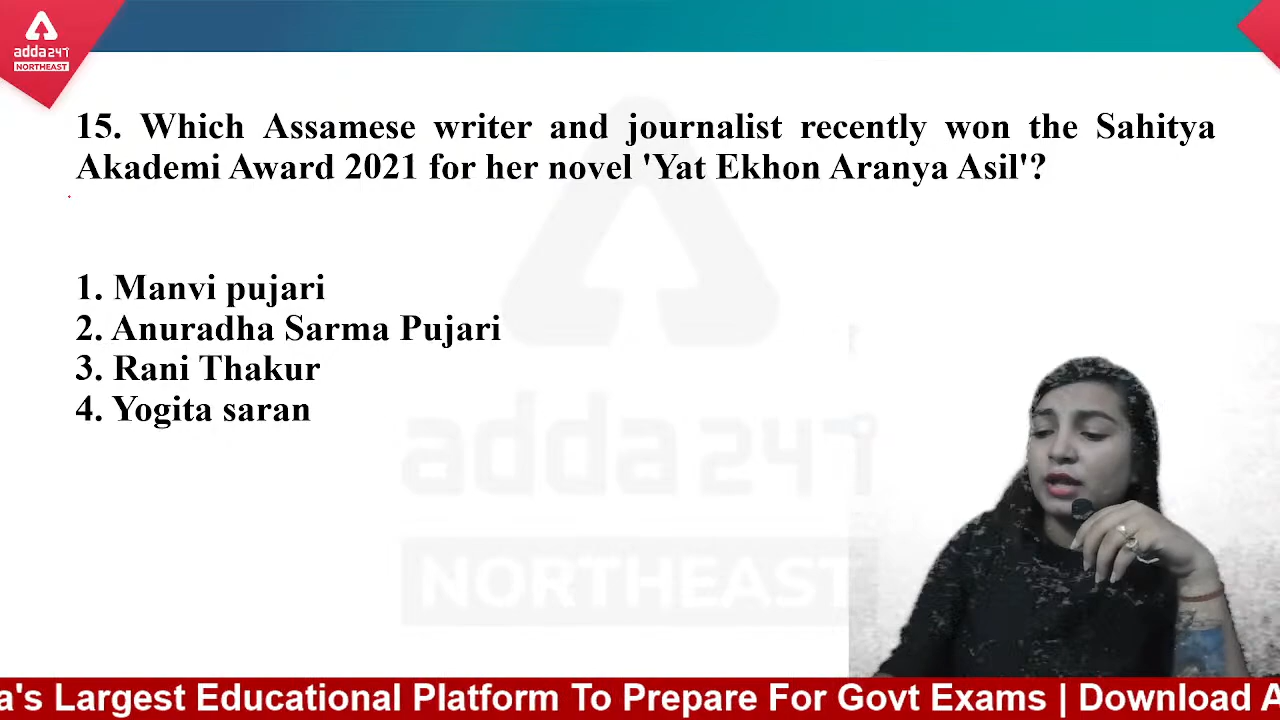 adda247
NORTHEAST
15. Which Assamese writer and journalist recently won the Sahitya
Akademi Award 2021 for her novel 'Yat Ekhon Aranya Asil'?
1. Manvi pujari
2. Anuradha Sarma Pujari
3. Rani Thakur
4. Yogita saran
adda247
NORTHEAST
a's Largest Educational Platform To Prepare For Govt Exams | Download A